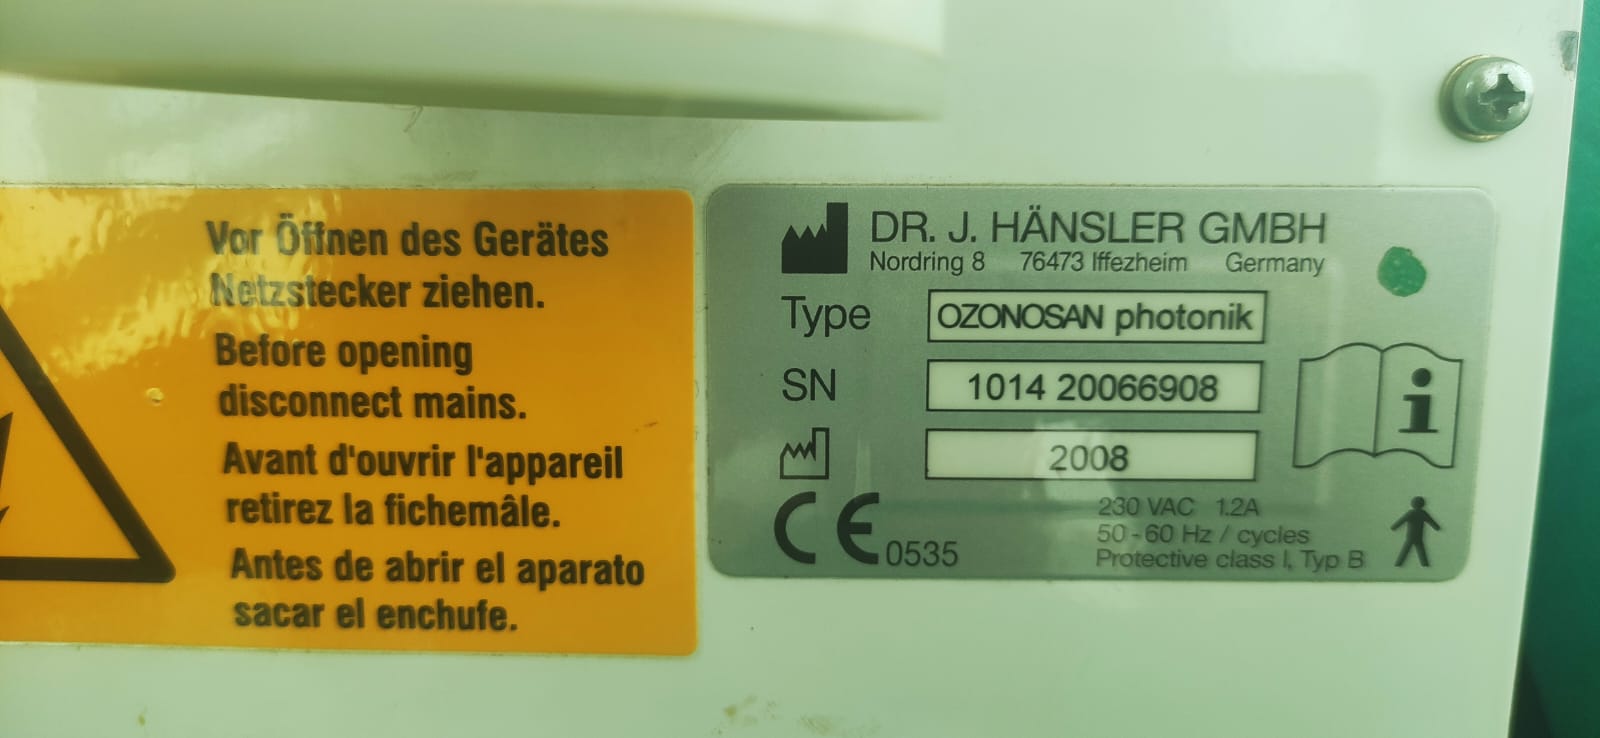 Vor Öffnen des Gerätes
Netzstecker ziehen.
Before opening
disconnect mains.
Avant d'ouvrir l'appareil
retirez la fichemâle.
Antes de abrir el aparato
sacar el enchufe.
DR. J. HÄNSLER GMBH
Nordring 8 76473 Iffezheim Germany
Type OZONOSAN photonik
SN 1014 20066908
2008
CE 0535
230 VAC 1.2A
50 - 60 Hz / cycles
Protective class I, Typ B